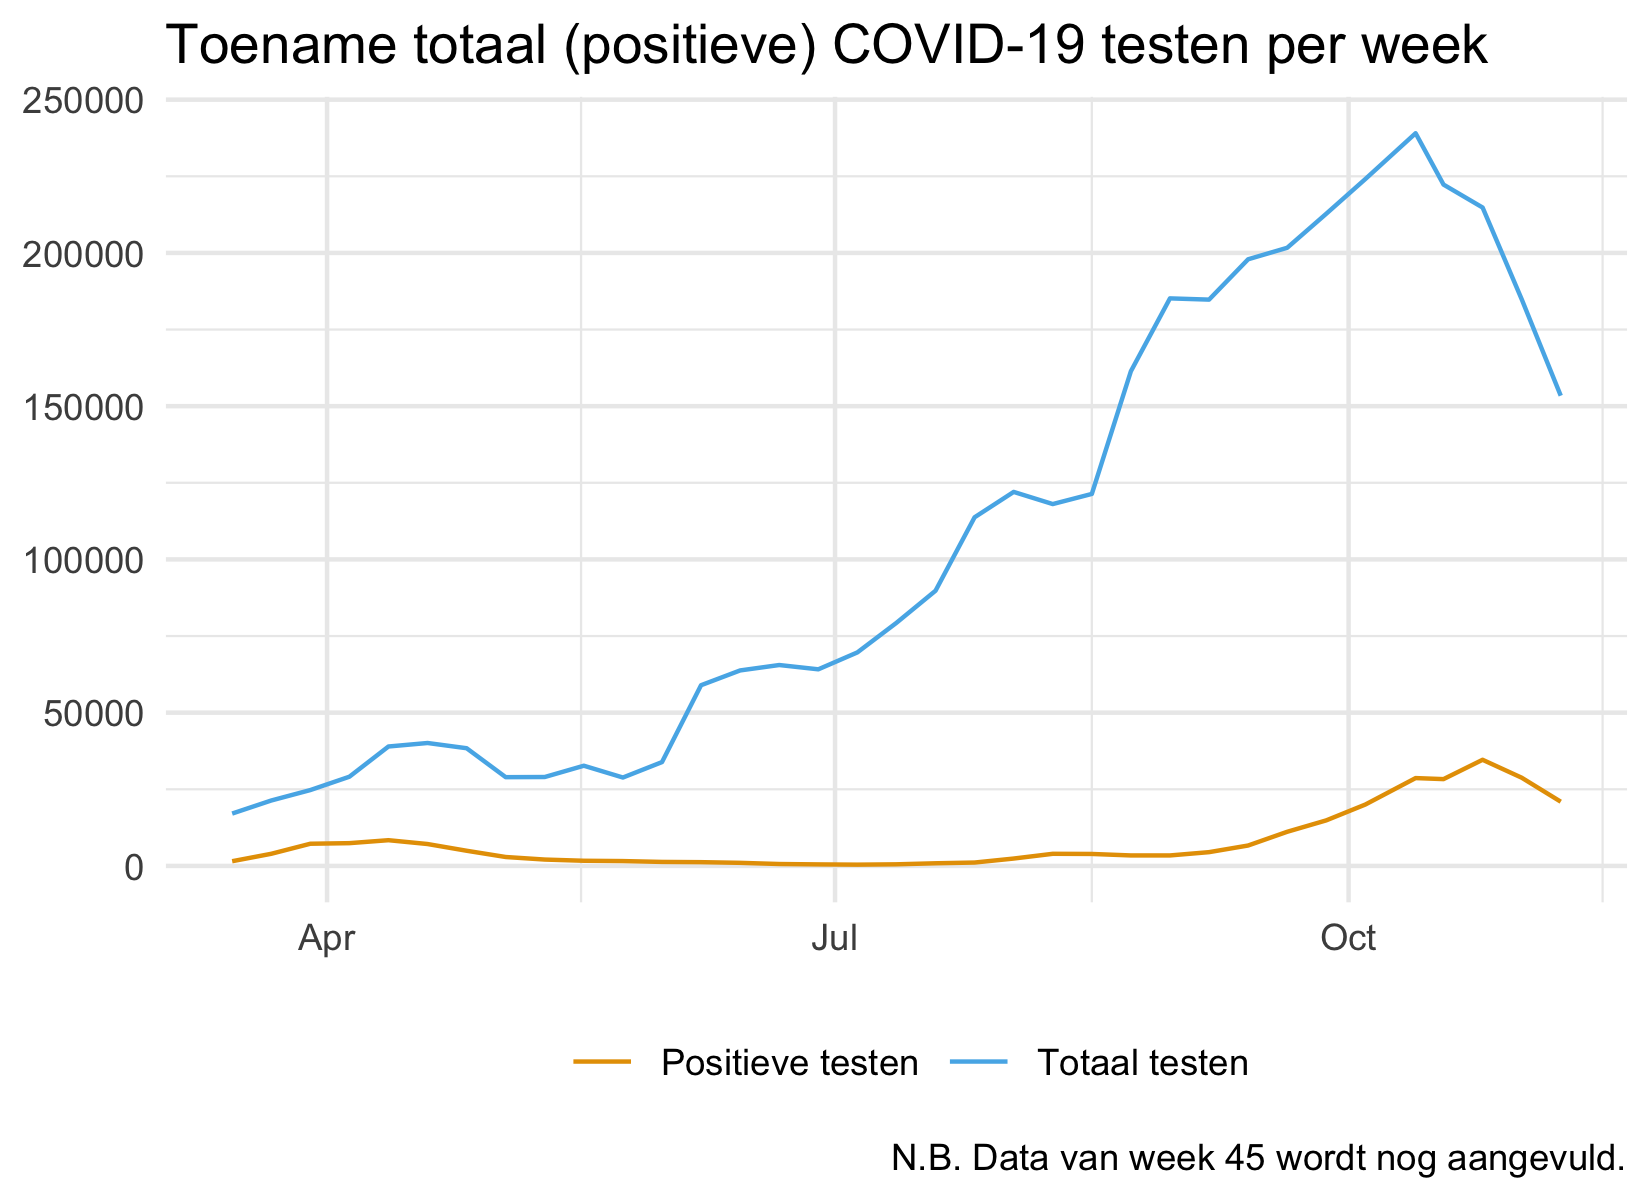 Toename totaal (positieve) COVID-19 testen per week
250000
200000
150000
100000
50000
0
Apr Jul Oct
Positieve testen Totaal testen
N.B. Data van week 45 wordt nog aangevuld.